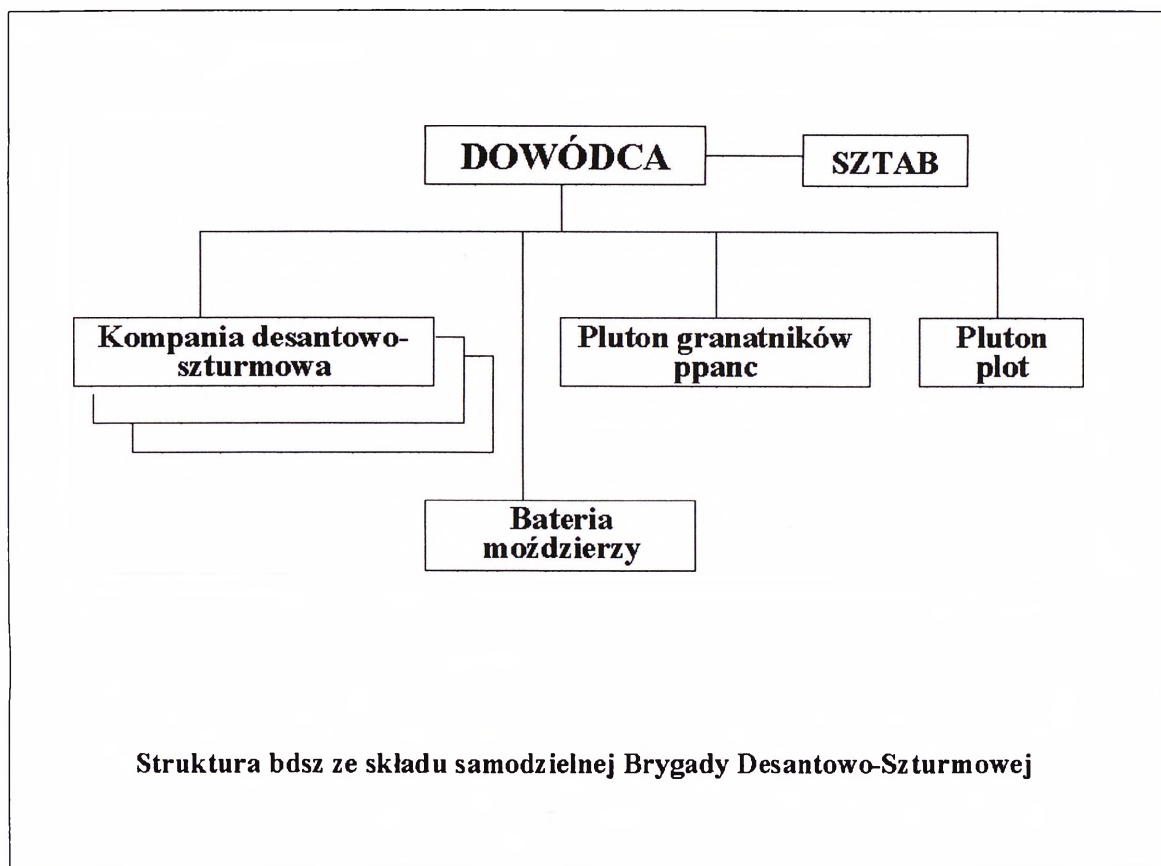 DOWÓDCA
SZTAB
Kompania desantowo-
szturmowa
Pluton granatników
ppanc
Pluton
plot
Bateria
moździerzy
Struktura bdsz ze składu samodzielnej Brygady Desantowo-Szturmowej